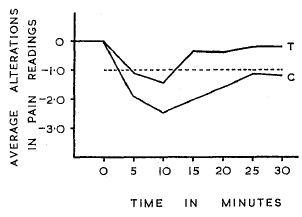 AVERAGE ALTERATIONS
IN PAIN READINGS
0
-1·0
-2·0
-3·0
T
C
0 5 10 15 20 25 30
TIME IN MINUTES